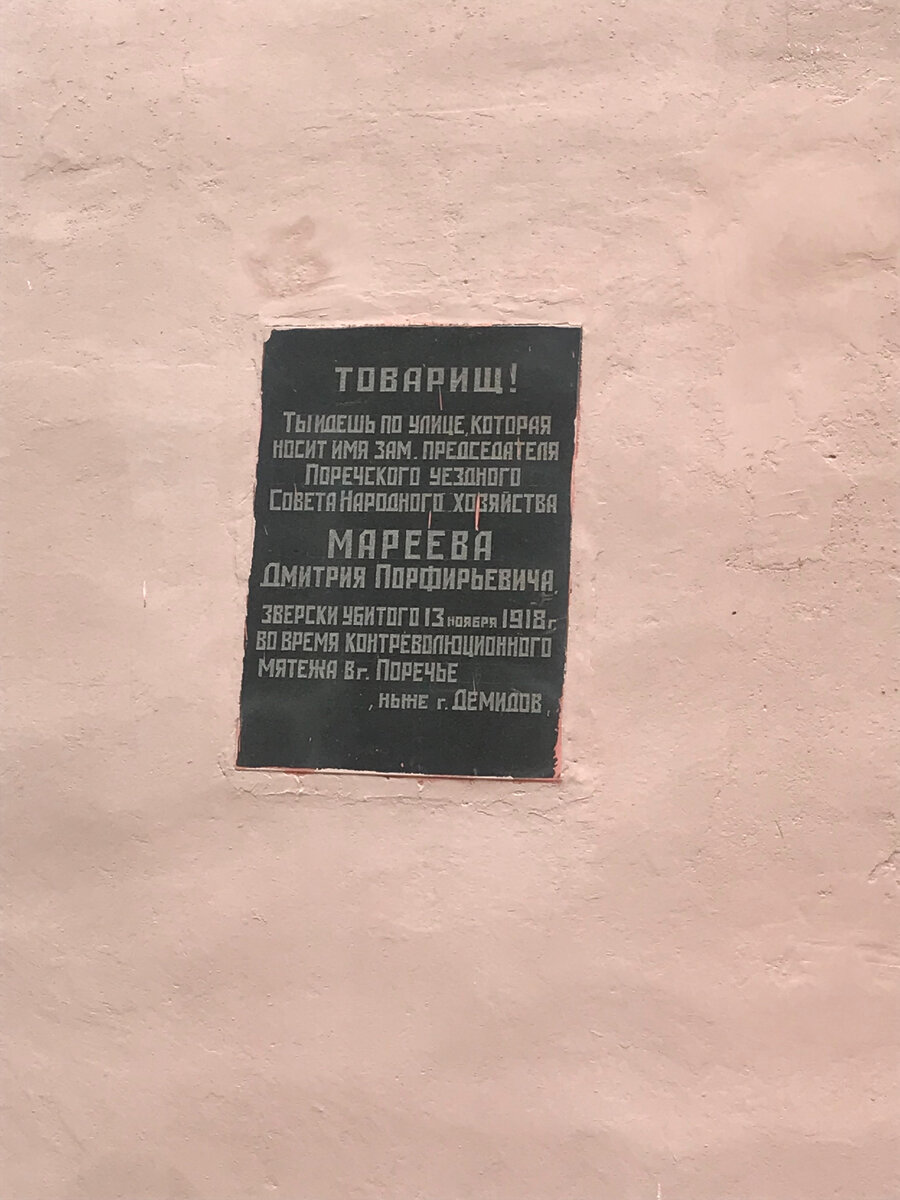 ТОВАРИЩ!
ТЫ ИДЕШЬ ПО УЛИЦЕ, КОТОРАЯ
НОСИТ ИМЯ ЗАМ. ПРЕДСЕДАТЕЛЯ
ПОРЕЧСКОГО УЕЗДНОГО
СОВЕТА НАРОДНОГО ХОЗЯЙСТВА
МАРЕЕВА
ДМИТРИЯ ПОРФИРЬЕВИЧА,
ЗВЕРСКИ УБИТОГО 13 НОЯБРЯ 1918 г.
ВО ВРЕМЯ КОНТРЕВОЛЮЦИОННОГО
МЯТЕЖА В г. ПОРЕЧЬЕ
, НЫНЕ г. ДЕМИДОВ,